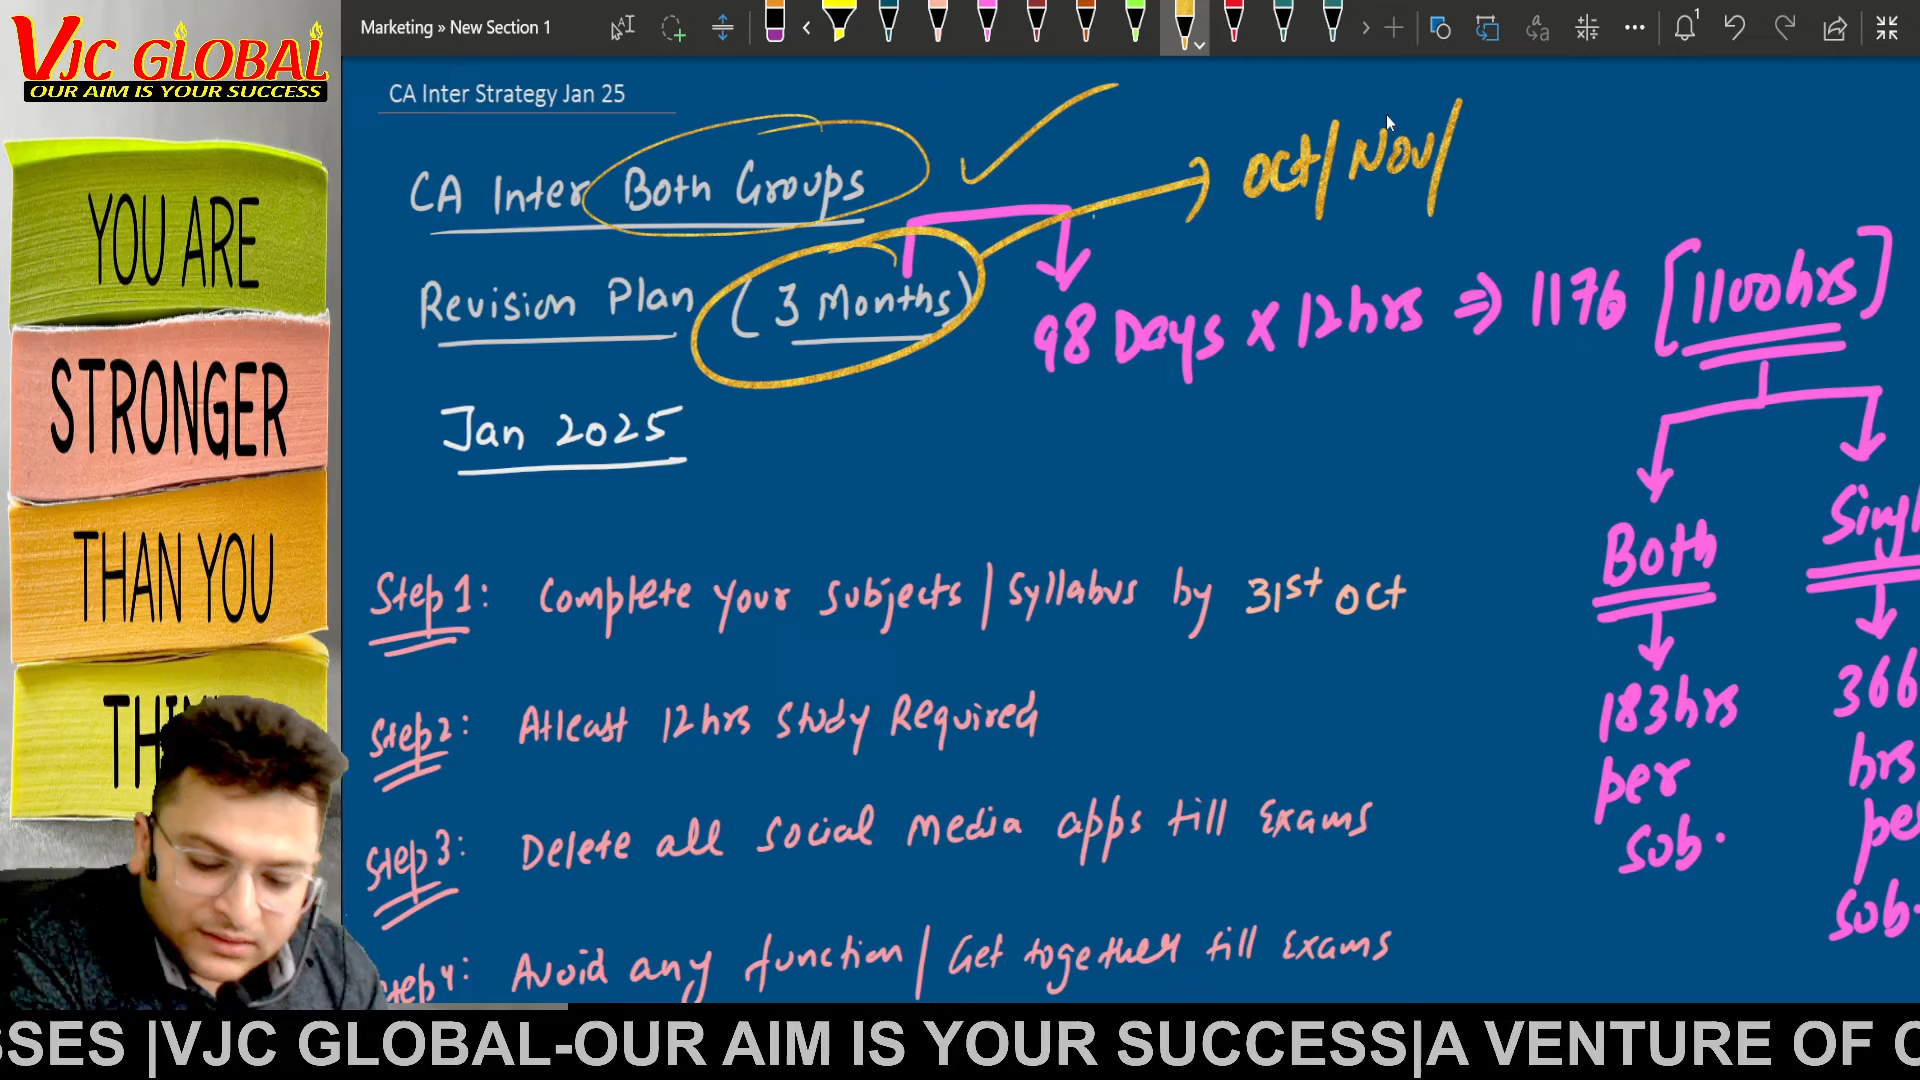 VJC GLOBAL
OUR AIM IS YOUR SUCCESS
YOU ARE
STRONGER
THAN YOU
Marketing » New Section 1
CA Inter Strategy Jan 25
CA Inter Both Groups
Oct/Nov/
Revision Plan (3 Months)
98 Days x 12hrs ⇒ 1176 [1100hrs]
Jan 2025
Both
183hrs
per
sub.
366
hrs
sub.
Step 1: Complete your subjects / syllabus by 31st Oct
Step 2: Atleast 12hrs study Required
Step 3: Delete all social media apps till Exams
Step 4: Avoid any function / Get together till Exams
SSES |VJC GLOBAL-OUR AIM IS YOUR SUCCESS|A VENTURE OF